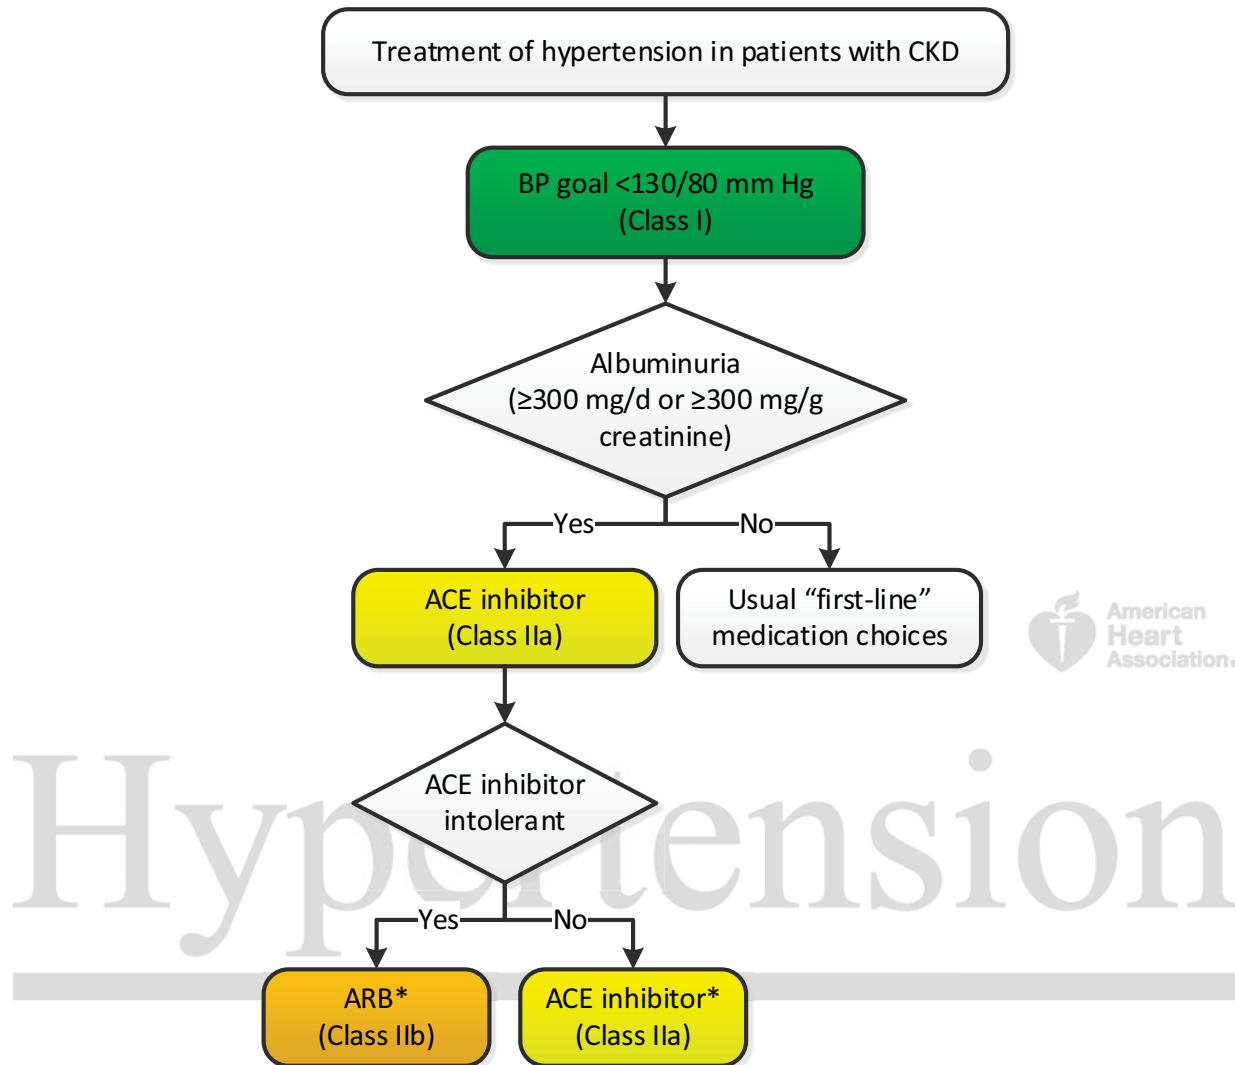 Treatment of hypertension in patients with CKD
BP goal <130/80 mm Hg
(Class I)
Albuminuria
(≥300 mg/d or ≥300 mg/g
creatinine)
Yes
No
ACE inhibitor
(Class IIa)
Usual “first-line”
medication choices
American
Heart
Association®
ACE inhibitor
intolerant
Hypertension
Yes
No
ARB*
(Class IIb)
ACE inhibitor*
(Class IIa)